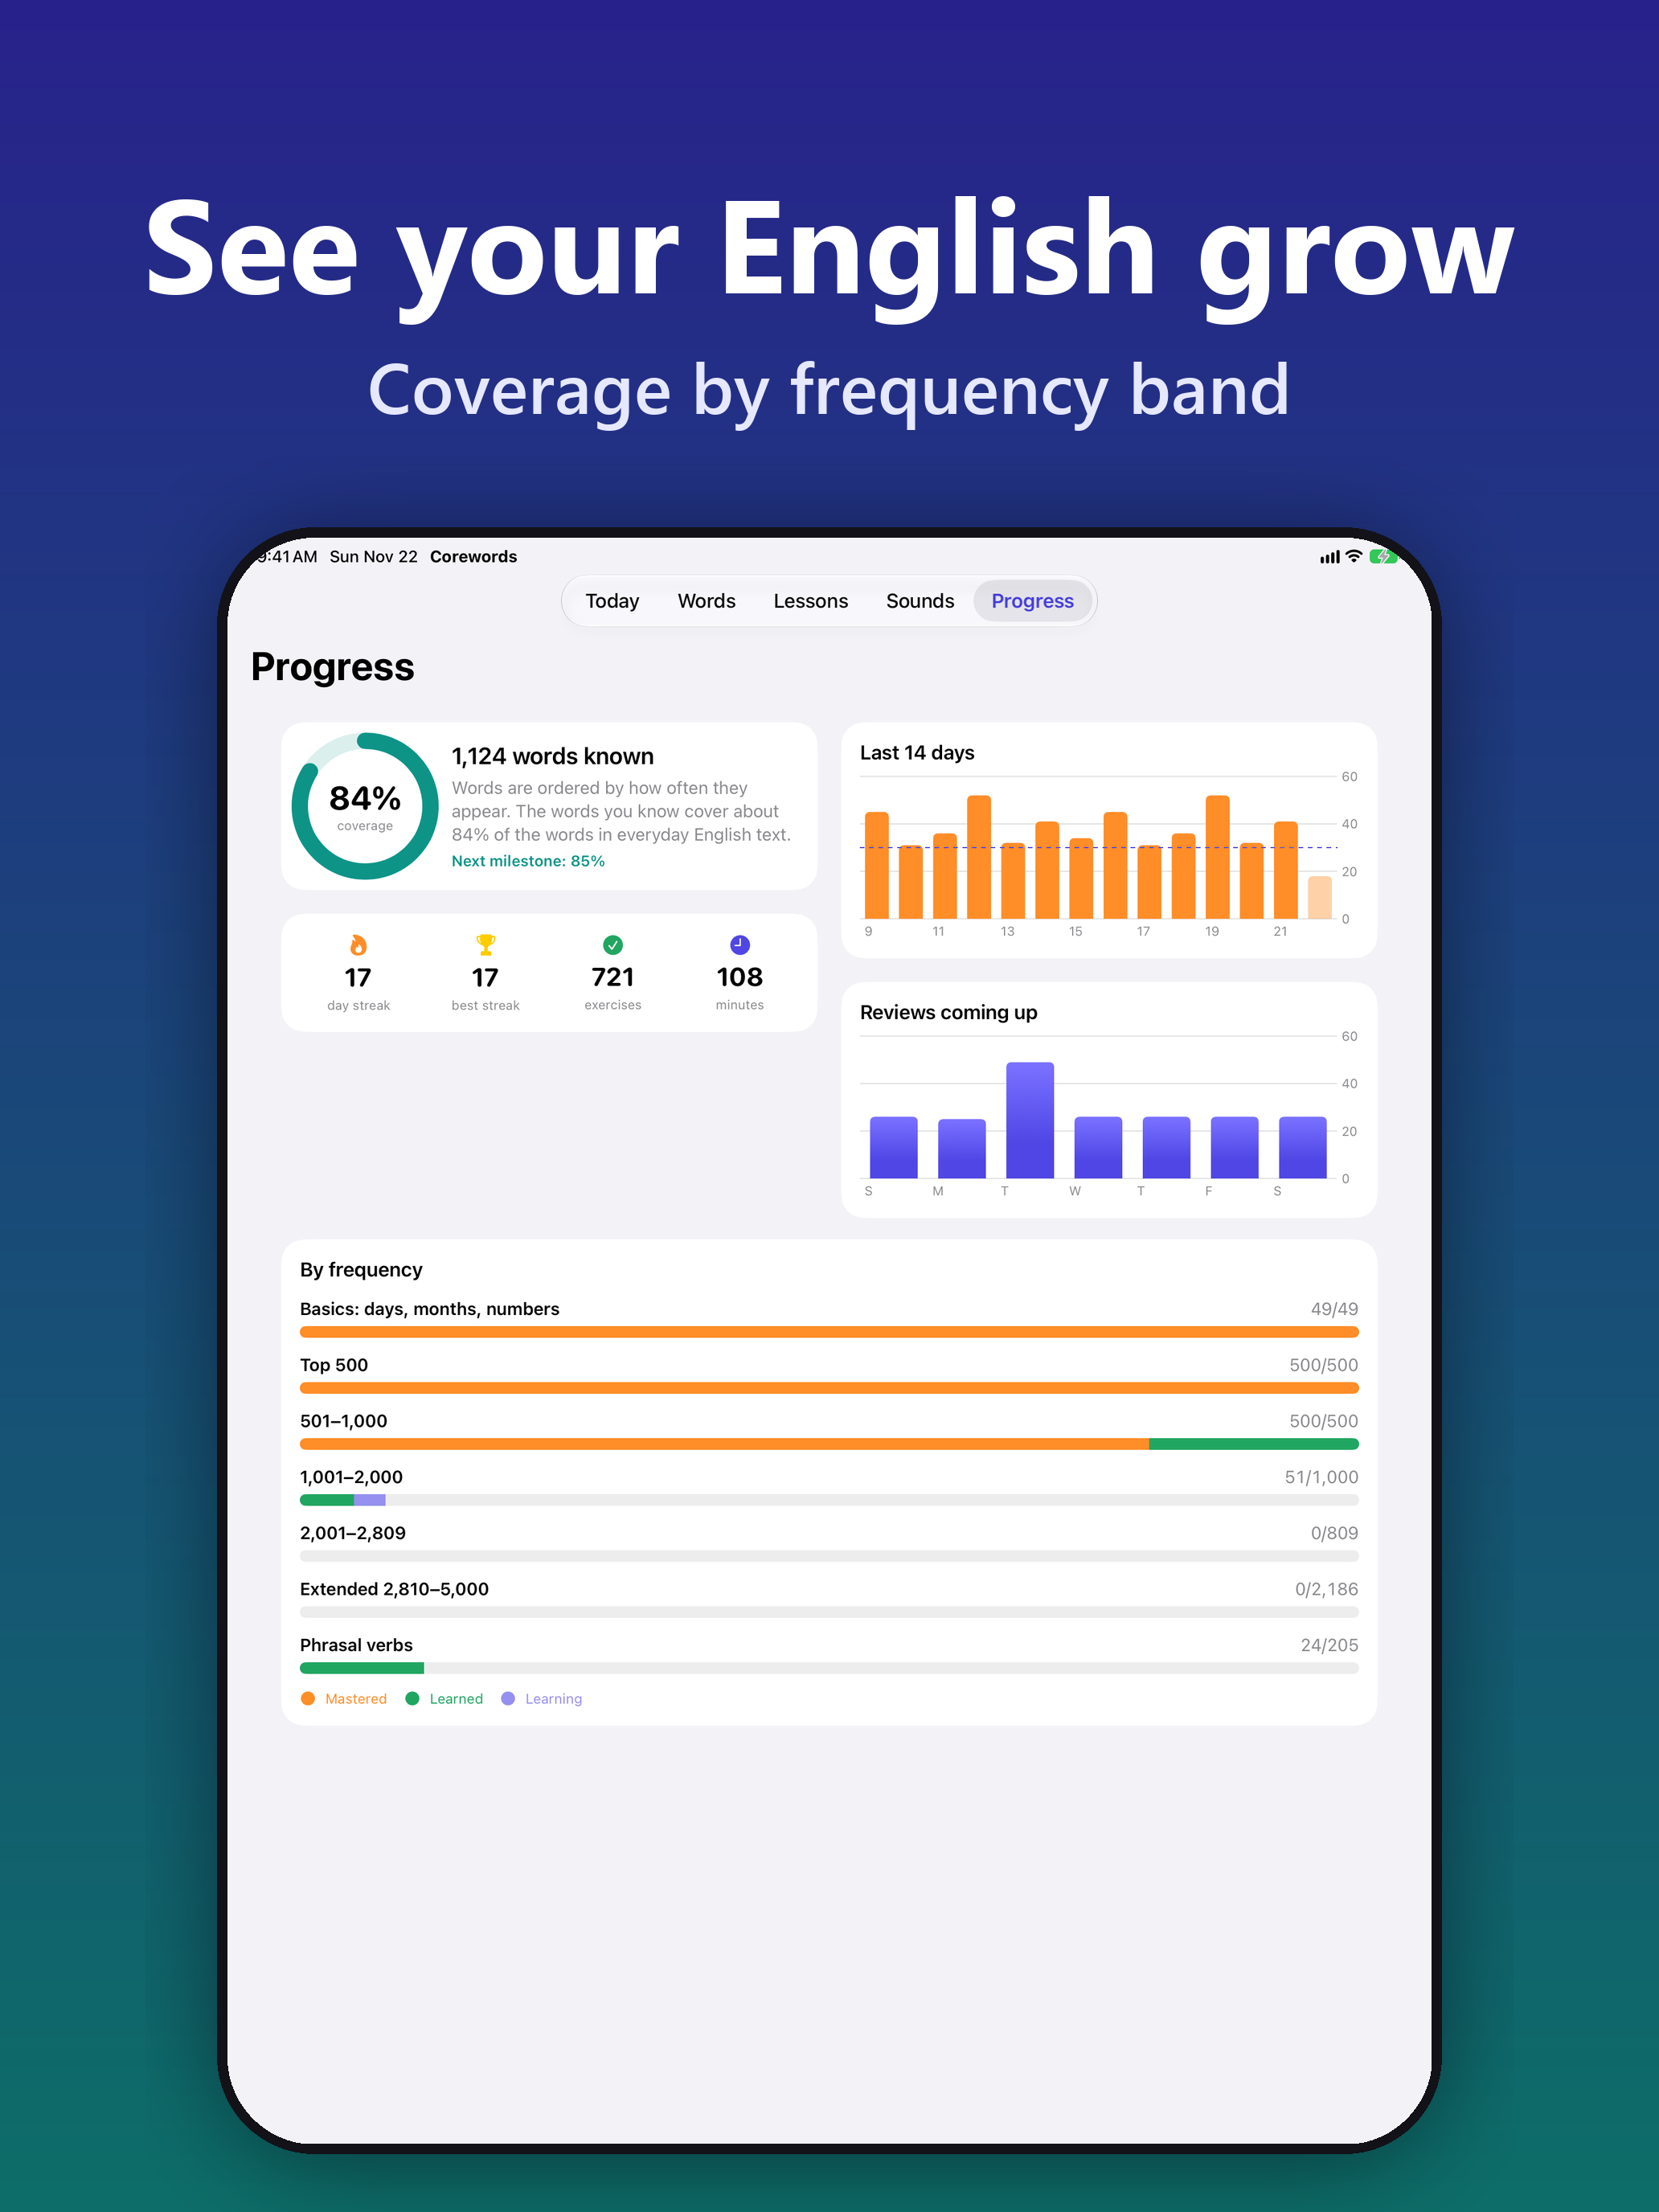 See your English grow
Coverage by frequency band
9:41 AM Sun Nov 22 Corewords
Today Words Lessons Sounds Progress
Progress
84%
coverage
1,124 words known
Words are ordered by how often they
appear. The words you know cover about
84% of the words in everyday English text.
Next milestone: 85%
17
day streak
17
best streak
721
exercises
108
minutes
Last 14 days
60
40
20
0
9 11 13 15 17 19 21
Reviews coming up
60
40
20
0
S M T W T F S
By frequency
Basics: days, months, numbers 49/49
Top 500 500/500
501–1,000 500/500
1,001–2,000 51/1,000
2,001–2,809 0/809
Extended 2,810–5,000 0/2,186
Phrasal verbs 24/205
Mastered Learned Learning